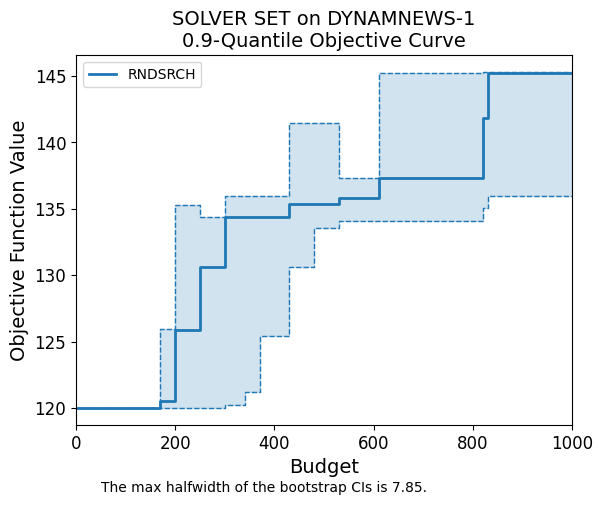 SOLVER SET on DYNAMNEWS-1
0.9-Quantile Objective Curve
RNDSRCH
Objective Function Value
145
140
135
130
125
120
0 200 400 600 800 1000
Budget
The max halfwidth of the bootstrap CIs is 7.85.